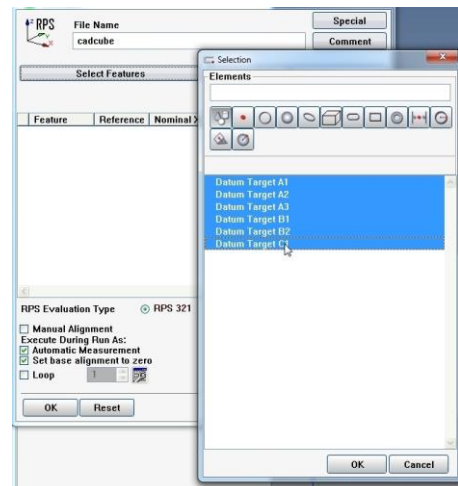 RPS
File Name
Special
cadcube
Comment
Select Features
Feature
Reference
Nominal X
RPS Evaluation Type
RPS 321
Manual Alignment
Execute During Run As:
Automatic Measurement
Set base alignment to zero
Loop
1
OK
Reset
Selection
Elements
Datum Target A1
Datum Target A2
Datum Target A3
Datum Target B1
Datum Target B2
Datum Target C1
OK
Cancel